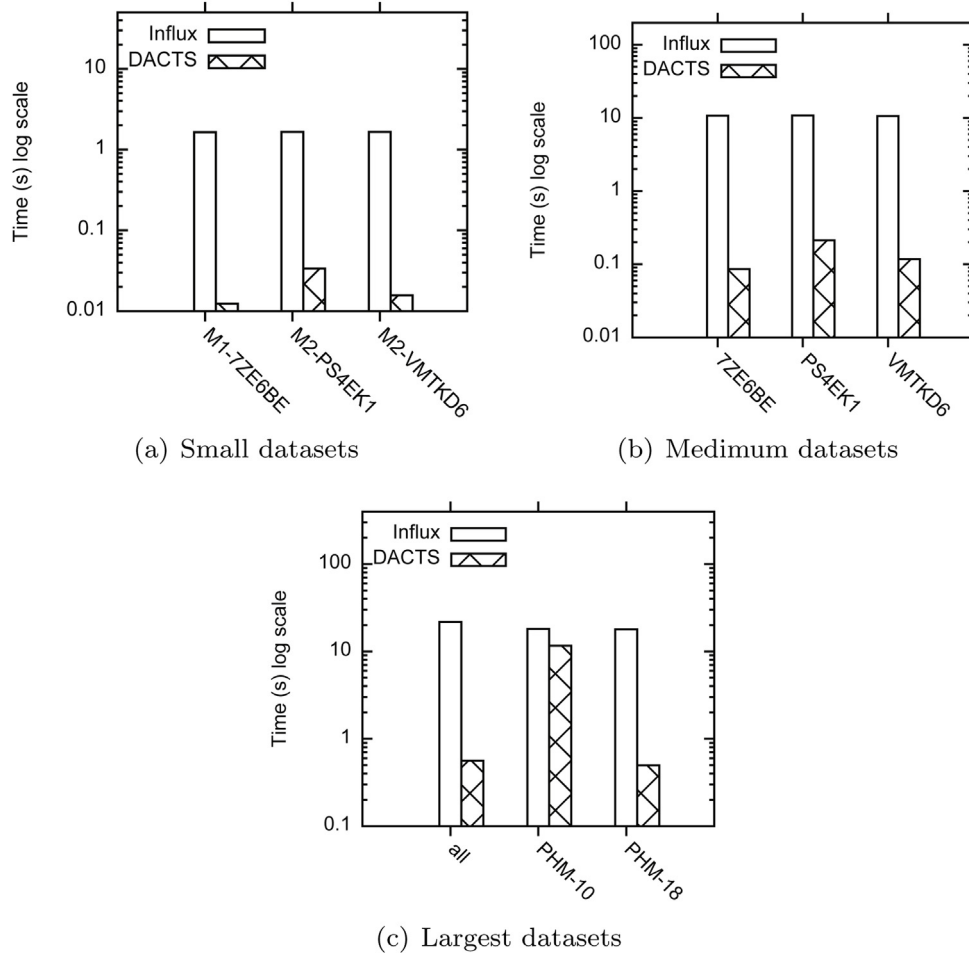 Time (s) log scale
Influx
DACTS
10
1
0.1
0.01
M1-7ZE6BE
M2-PS4EK1
M2-VMTKD6
(a) Small datasets
Time (s) log scale
Influx
DACTS
100
10
1
0.1
0.01
7ZE6BE
PS4EK1
VMTKD6
(b) Medimum datasets
Time (s) log scale
Influx
DACTS
100
10
1
0.1
all
PHM-10
PHM-18
(c) Largest datasets